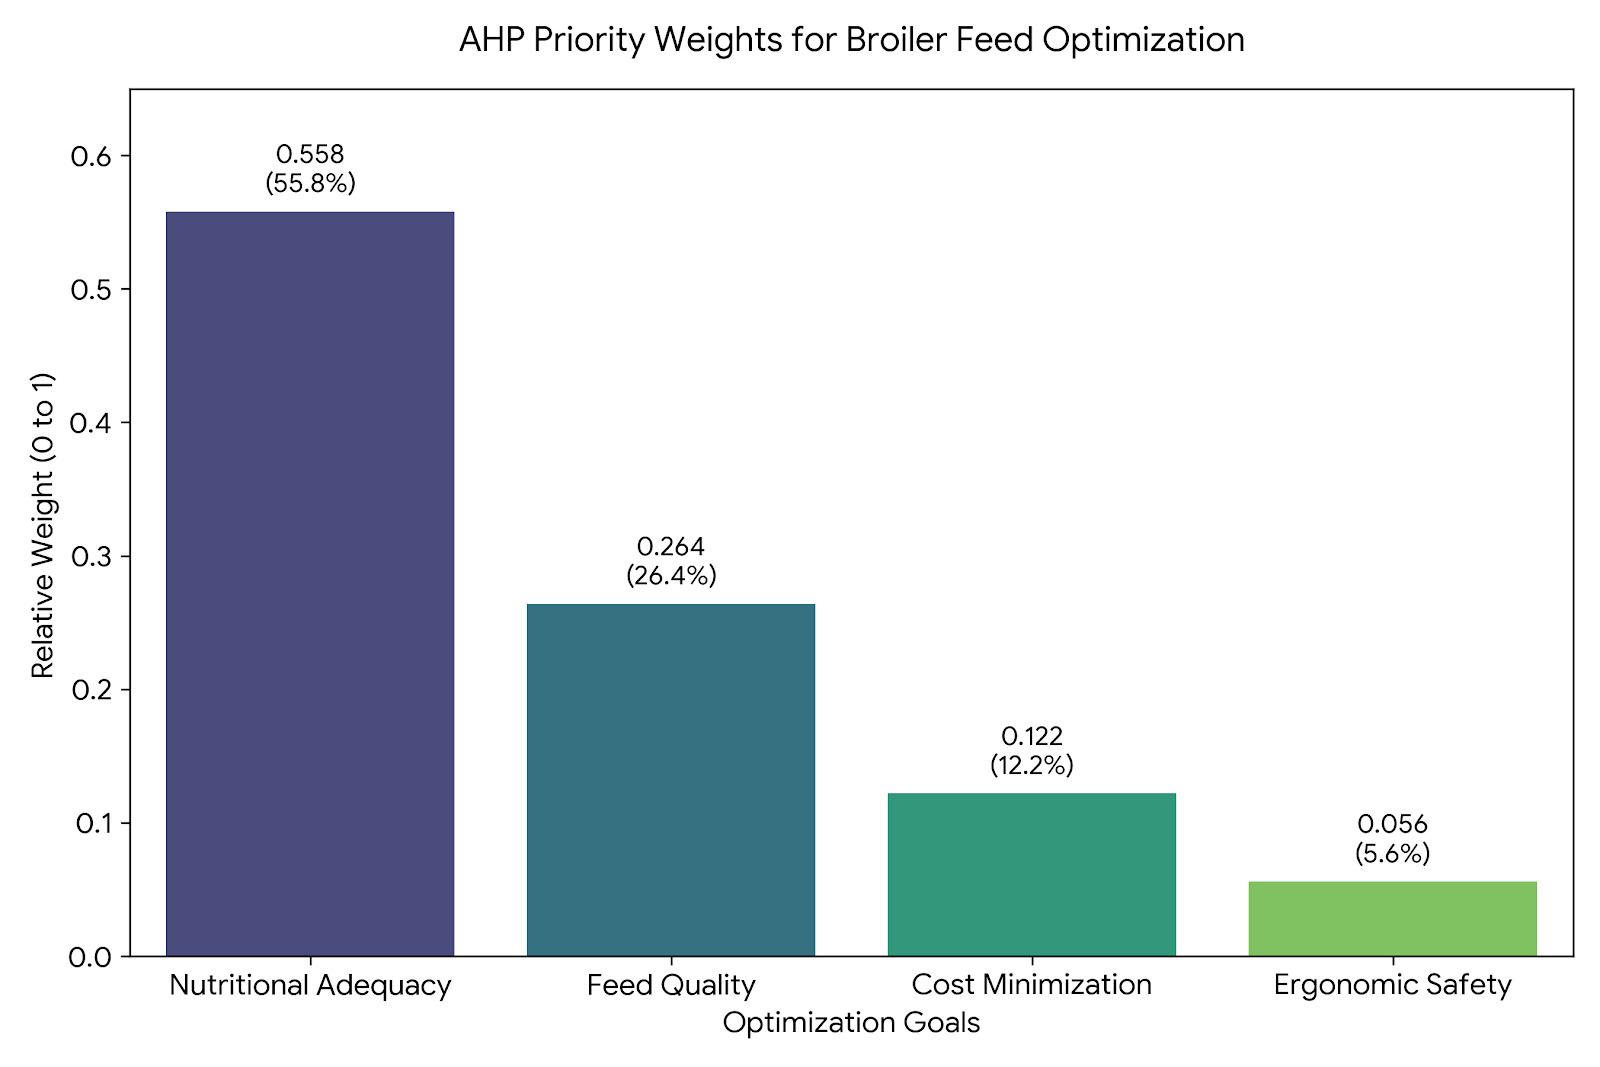 AHP Priority Weights for Broiler Feed Optimization
Relative Weight (0 to 1)
0.6
0.5
0.4
0.3
0.2
0.1
0.0
0.558
(55.8%)
0.264
(26.4%)
0.122
(12.2%)
0.056
(5.6%)
Nutritional Adequacy
Feed Quality
Cost Minimization
Ergonomic Safety
Optimization Goals